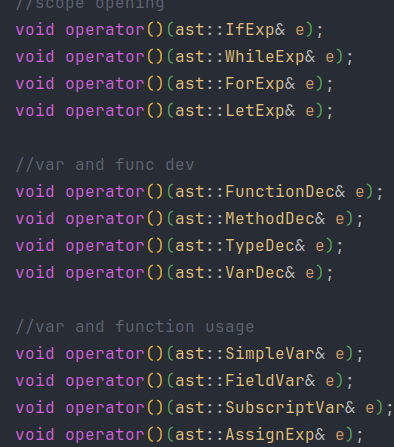 //scope opening
void operator()(ast::IfExp& e);
void operator()(ast::WhileExp& e);
void operator()(ast::ForExp& e);
void operator()(ast::LetExp& e);
//var and func dev
void operator()(ast::FunctionDec& e);
void operator()(ast::MethodDec& e);
void operator()(ast::TypeDec& e);
void operator()(ast::VarDec& e);
//var and function usage
void operator()(ast::SimpleVar& e);
void operator()(ast::FieldVar& e);
void operator()(ast::SubscriptVar& e);
void operator()(ast::AssignExp& e);